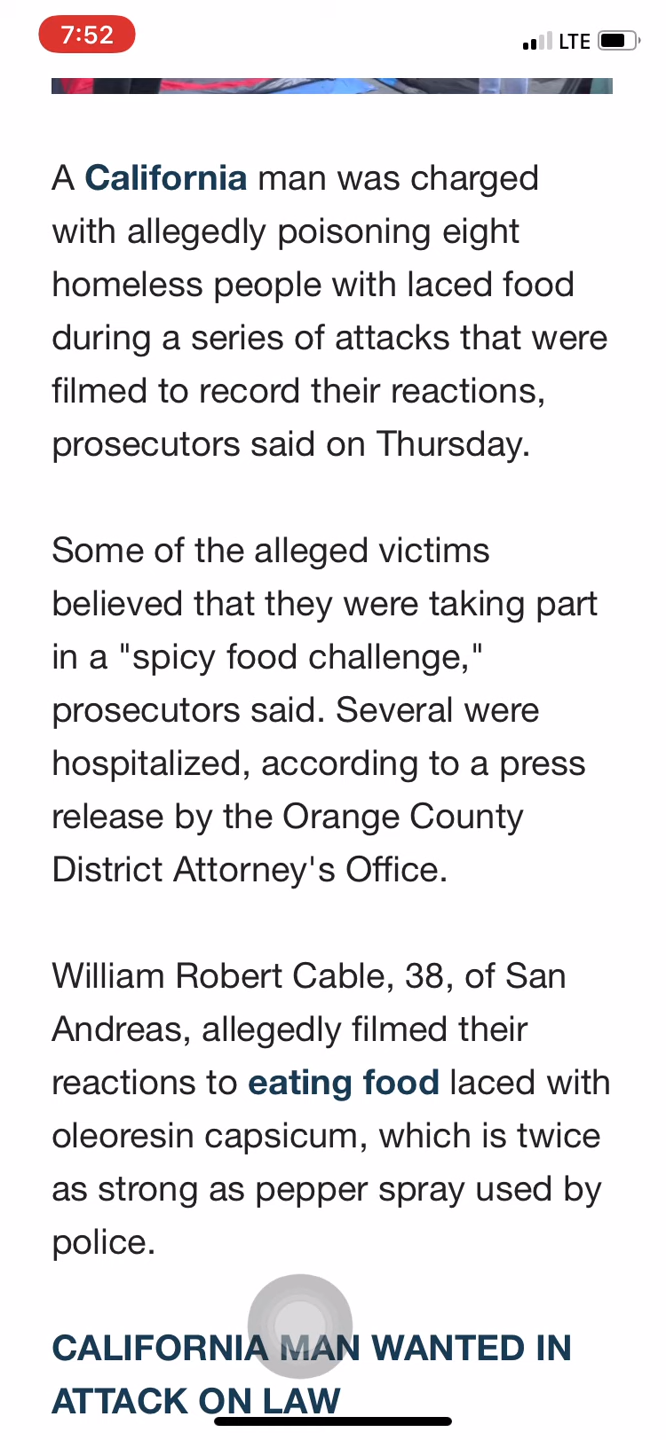 7:52
LTE
A California man was charged
with allegedly poisoning eight
homeless people with laced food
during a series of attacks that were
filmed to record their reactions,
prosecutors said on Thursday.
Some of the alleged victims
believed that they were taking part
in a "spicy food challenge,"
prosecutors said. Several were
hospitalized, according to a press
release by the Orange County
District Attorney's Office.
William Robert Cable, 38, of San
Andreas, allegedly filmed their
reactions to eating food laced with
oleoresin capsicum, which is twice
as strong as pepper spray used by
police.
CALIFORNIA MAN WANTED IN
ATTACK ON LAW